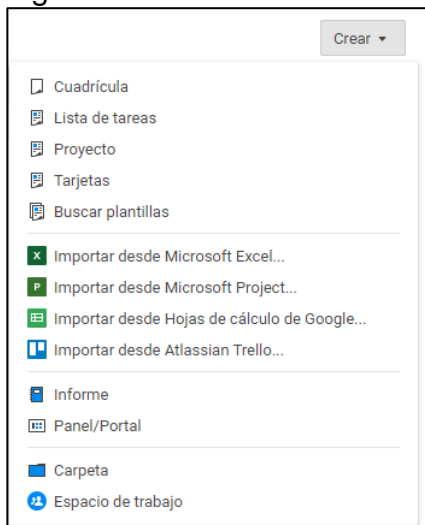 Crear
Cuadrícula
Lista de tareas
Proyecto
Tarjetas
Buscar plantillas
Importar desde Microsoft Excel...
Importar desde Microsoft Project...
Importar desde Hojas de cálculo de Google...
Importar desde Atlassian Trello...
Informe
Panel/Portal
Carpeta
Espacio de trabajo